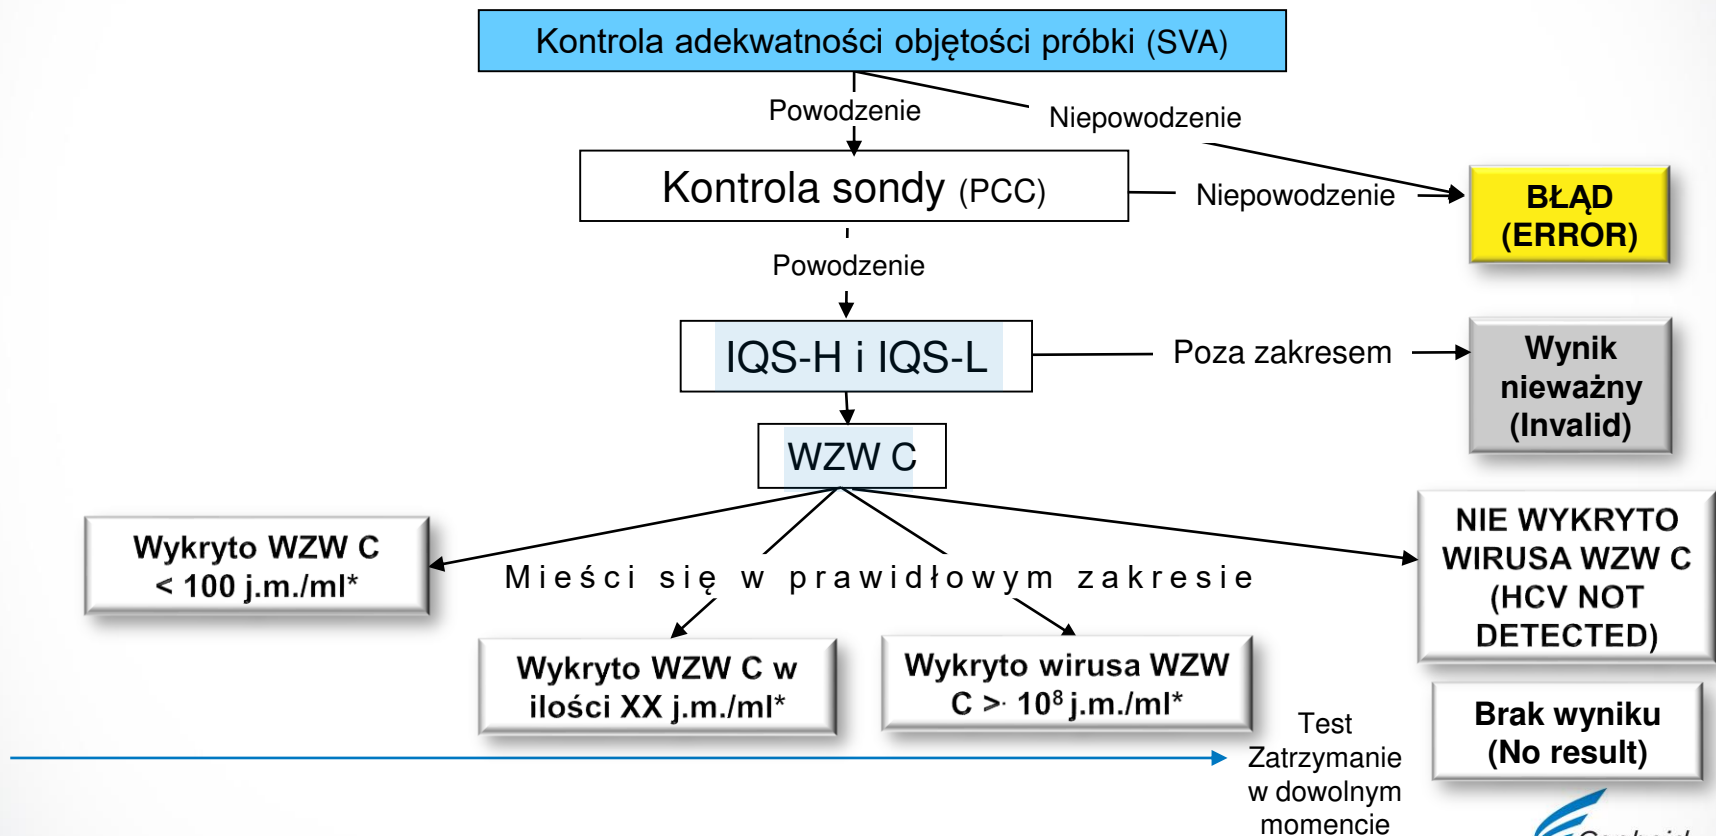 Kontrola adekwatności objętości próbki (SVA)
Powodzenie
Niepowodzenie
Kontrola sondy (PCC)
Niepowodzenie
BŁĄD
(ERROR)
Powodzenie
IQS-H i IQS-L
Poza zakresem
Wynik
nieważny
(Invalid)
WZW C
Wykryto WZW C
< 100 j.m./ml*
Mieści się w prawidłowym zakresie
NIE WYKRYTO
WIRUSA WZW C
(HCV NOT
DETECTED)
Wykryto WZW C w
ilości XX j.m./ml*
Wykryto wirusa WZW
C > 10⁸ j.m./ml*
Brak wyniku
(No result)
Test
Zatrzymanie
w dowolnym
momencie